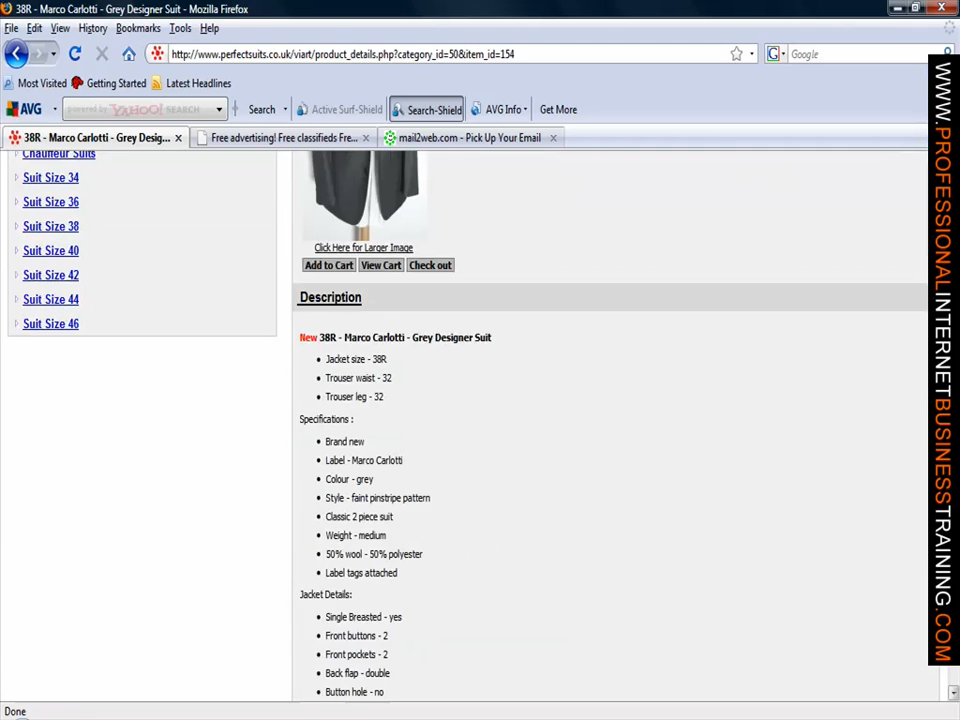 38R - Marco Carlotti - Grey Designer Suit - Mozilla Firefox
File Edit View History Bookmarks Tools Help
http://www.perfectsuits.co.uk/viart/product_details.php?category_id=50&item_id=154
Google
Most Visited Getting Started Latest Headlines
AVG powered by YAHOO! SEARCH Search Active Surf-Shield Search-Shield AVG Info Get More
38R - Marco Carlotti - Grey Desig... Free advertising! Free classifieds Fre... mail2web.com - Pick Up Your Email
Chauffeur Suits
Suit Size 34
Suit Size 36
Suit Size 38
Suit Size 40
Suit Size 42
Suit Size 44
Suit Size 46
Click Here for Larger Image
Add to Cart View Cart Check out
Description
New 38R - Marco Carlotti - Grey Designer Suit
Jacket size - 38R
Trouser waist - 32
Trouser leg - 32
Specifications :
Brand new
Label - Marco Carlotti
Colour - grey
Style - faint pinstripe pattern
Classic 2 piece suit
Weight - medium
50% wool - 50% polyester
Label tags attached
Jacket Details:
Single Breasted - yes
Front buttons - 2
Front pockets - 2
Back flap - double
Button hole - no
Done
WWW.PROFESSIONALINTERNETBUSINESSTRAINING.COM